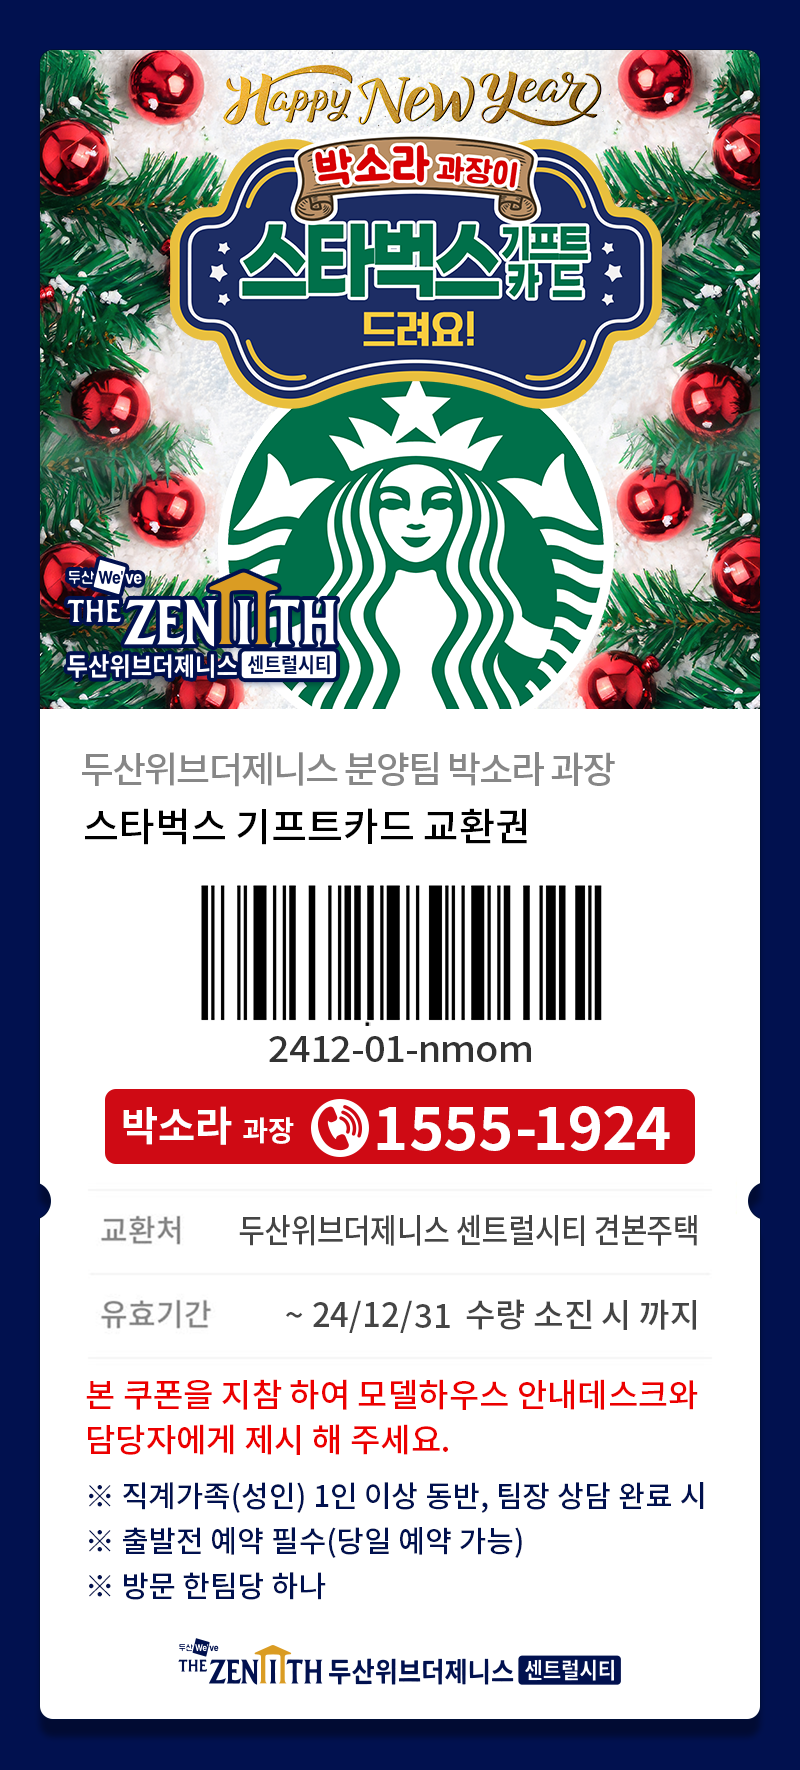 Happy New Year
박소라 과장이
스타벅스 기프트
카드
드려요!
두산 We've
THE ZENITH
두산위브더제니스 센트럴시티
두산위브더제니스 분양팀 박소라 과장
스타벅스 기프트카드 교환권
2412-01-nmom
박소라 과장 1555-1924
교환처 두산위브더제니스 센트럴시티 견본주택
유효기간 ~ 24/12/31 수량 소진 시 까지
본 쿠폰을 지참 하여 모델하우스 안내데스크와
담당자에게 제시 해 주세요.
※ 직계가족(성인) 1인 이상 동반, 팀장 상담 완료 시
※ 출발전 예약 필수(당일 예약 가능)
※ 방문 한팀당 하나
두산 We've
THE ZENITH 두산위브더제니스 센트럴시티